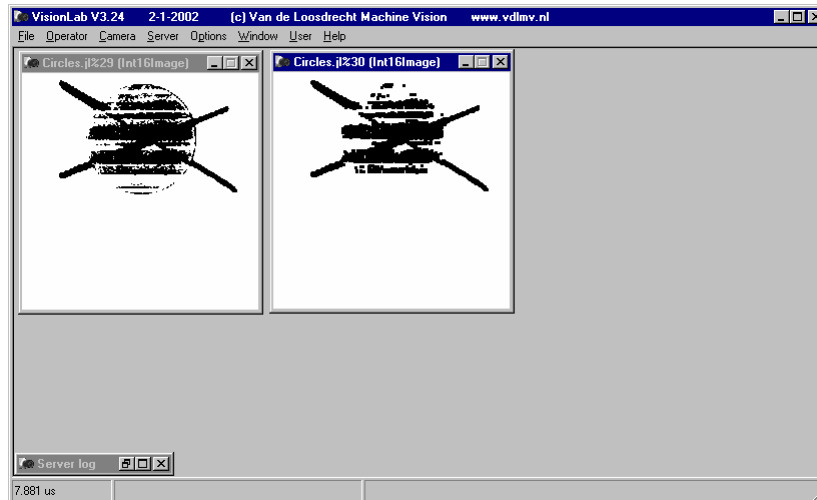 VisionLab V3.24 2-1-2002 (c) Van de Loosdrecht Machine Vision www.vdlmv.nl
File Operator Camera Server Options Window User Help
Circles.jl%29 (Int16Image)
Circles.jl%30 (Int16Image)
Server log
7.881 us